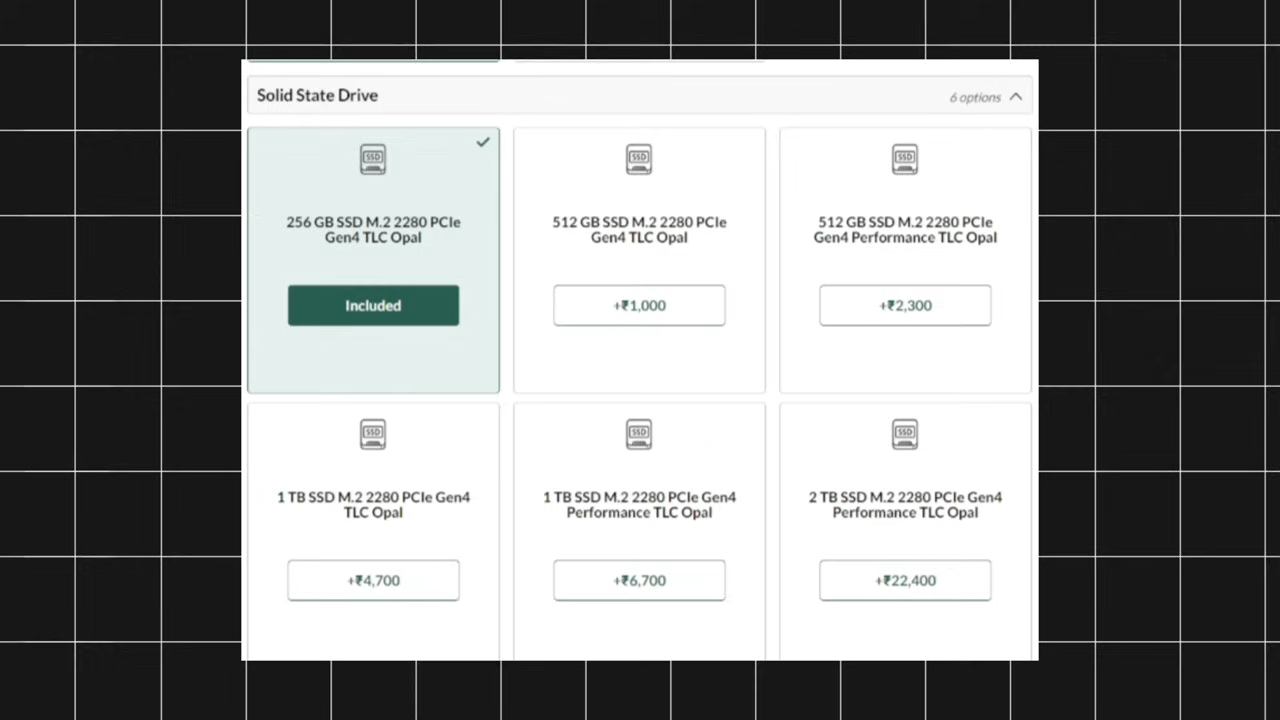 Solid State Drive
6 options
SSD
SSD
SSD
256 GB SSD M.2 2280 PCIe
Gen4 TLC Opal
512 GB SSD M.2 2280 PCIe
Gen4 TLC Opal
512 GB SSD M.2 2280 PCIe
Gen4 Performance TLC Opal
Included
+₹1,000
+₹2,300
SSD
SSD
SSD
1 TB SSD M.2 2280 PCIe Gen4
TLC Opal
1 TB SSD M.2 2280 PCIe Gen4
Performance TLC Opal
2 TB SSD M.2 2280 PCIe Gen4
Performance TLC Opal
+₹4,700
+₹6,700
+₹22,400